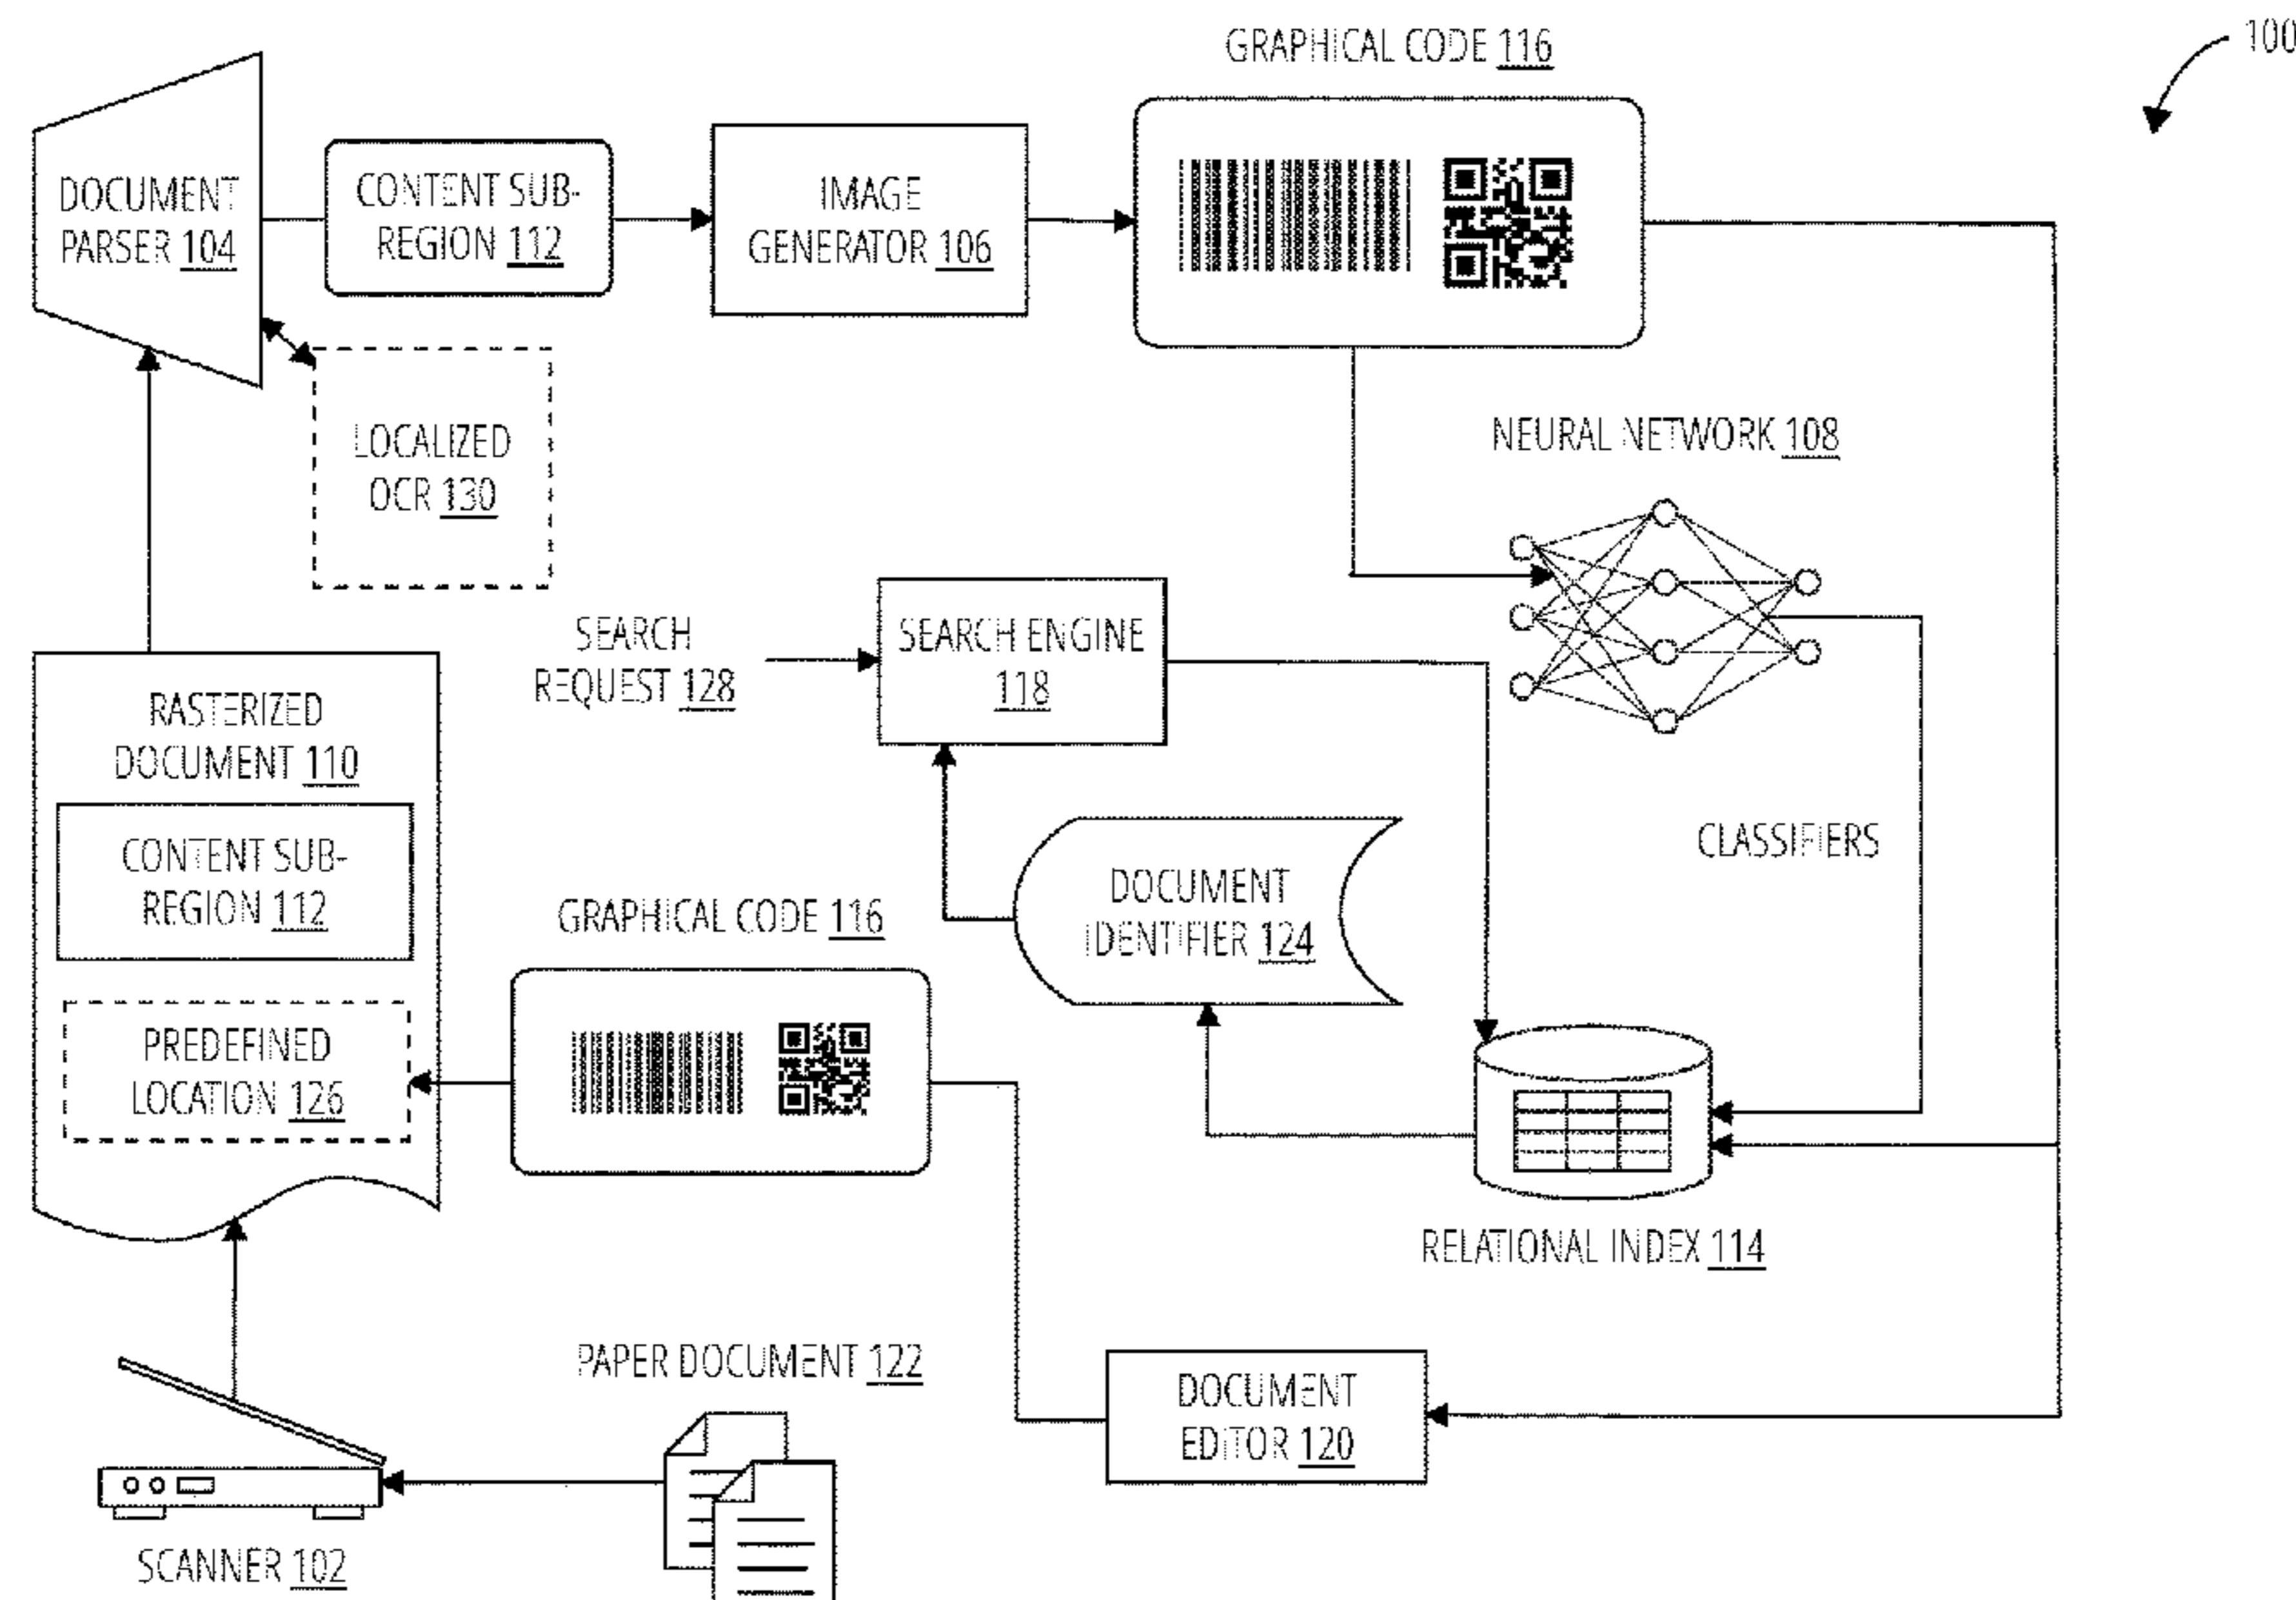 100
GRAPHICAL CODE 116
DOCUMENT
PARSER 104
CONTENT SUB-
REGION 112
IMAGE
GENERATOR 106
LOCALIZED
OCR 130
NEURAL NETWORK 108
SEARCH
REQUEST 128
SEARCH ENGINE
118
RASTERIZED
DOCUMENT 110
CONTENT SUB-
REGION 112
CLASSIFIERS
DOCUMENT
IDENTIFIER 124
GRAPHICAL CODE 116
PREDEFINED
LOCATION 126
RELATIONAL INDEX 114
PAPER DOCUMENT 122
DOCUMENT
EDITOR 120
SCANNER 102